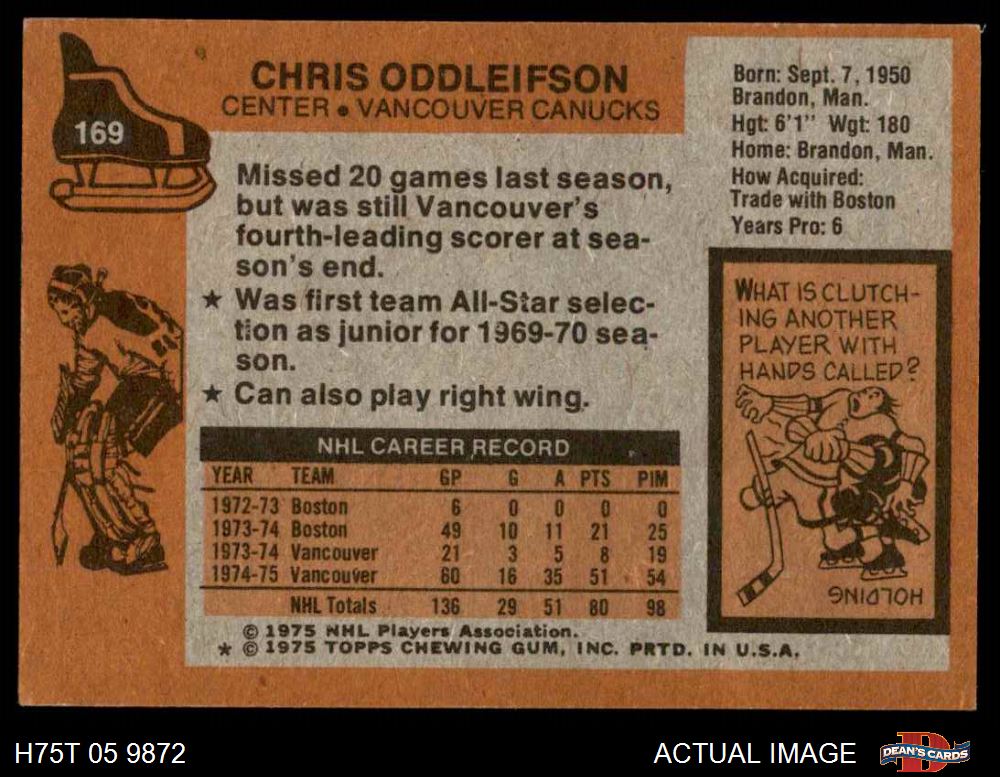 169
CHRIS ODDLEIFSON
CENTER • VANCOUVER CANUCKS
Born: Sept. 7, 1950
Brandon, Man.
Hgt: 6'1" Wgt: 180
Home: Brandon, Man.
How Acquired:
Trade with Boston
Years Pro: 6
Missed 20 games last season,
but was still Vancouver's
fourth-leading scorer at sea-
son's end.
★ Was first team All-Star selec-
tion as junior for 1969-70 sea-
son.
★ Can also play right wing.
WHAT IS CLUTCH-
ING ANOTHER
PLAYER WITH
HANDS CALLED?
HOLDING
NHL CAREER RECORD
YEAR TEAM GP G A PTS PIM
1972-73 Boston 6 0 0 0 0
1973-74 Boston 49 10 11 21 25
1973-74 Vancouver 21 3 5 8 19
1974-75 Vancouver 60 16 35 51 54
NHL Totals 136 29 51 80 98
© 1975 NHL Players Association.
★ © 1975 TOPPS CHEWING GUM, INC. PRTD. IN U.S.A.
H75T 05 9872
ACTUAL IMAGE
DEAN'S CARDS